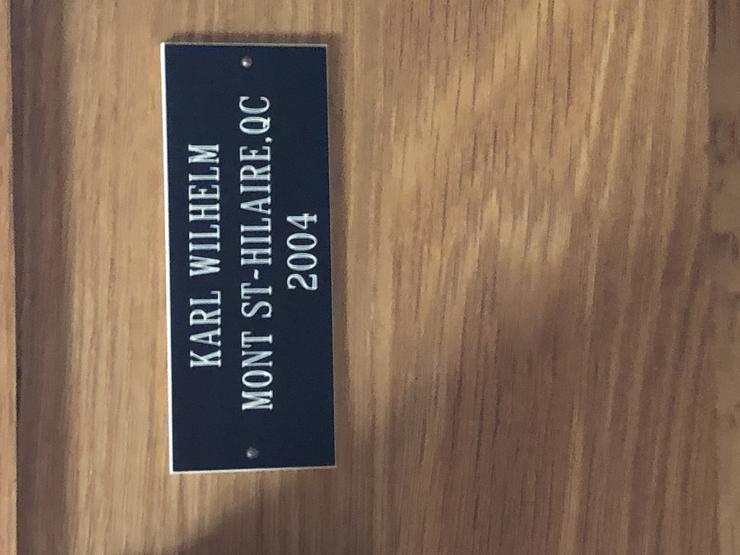 KARL WILHELM
MONT ST-HILAIRE,QC
2004